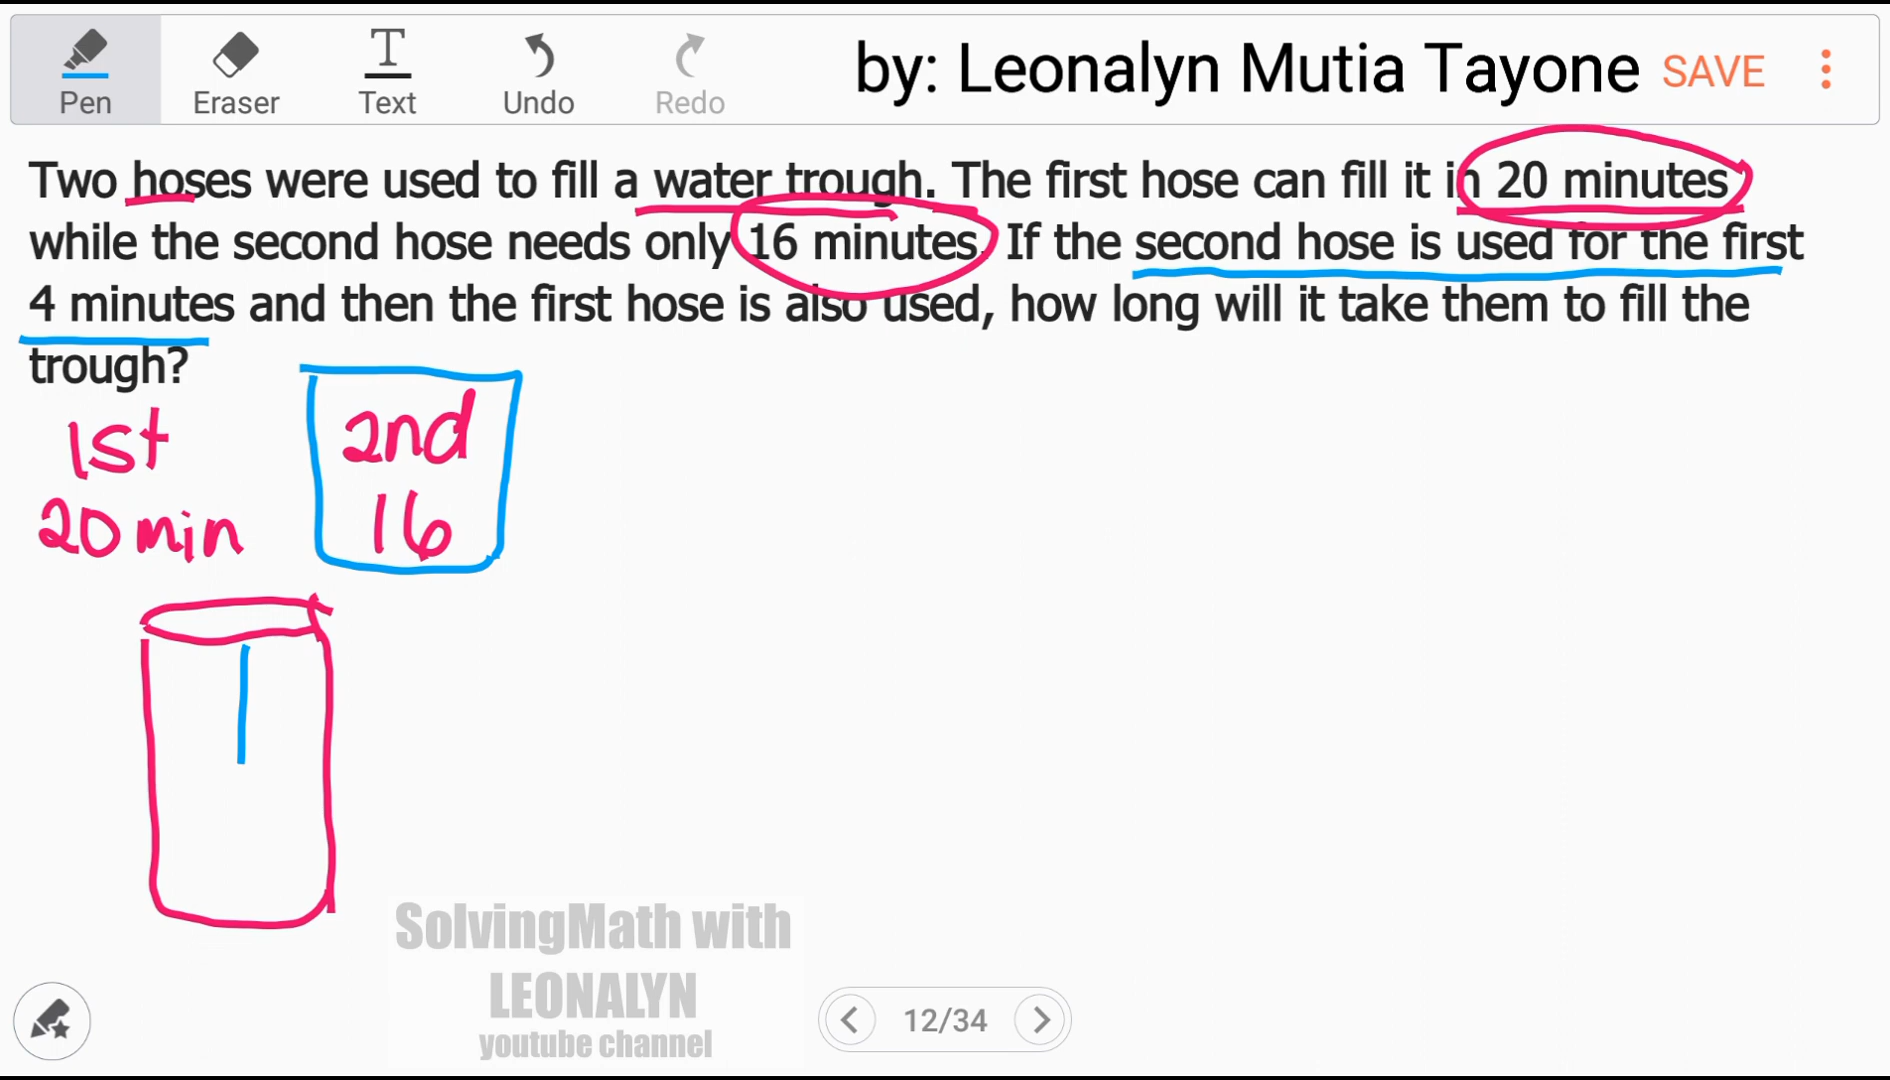 Pen
Eraser
Text
Undo
Redo
by: Leonalyn Mutia Tayone
SAVE
Two hoses were used to fill a water trough. The first hose can fill it in 20 minutes
while the second hose needs only 16 minutes. If the second hose is used for the first
4 minutes and then the first hose is also used, how long will it take them to fill the
trough?
1st
20 min
2nd
16
SolvingMath with
LEONALYN
youtube channel
12/34